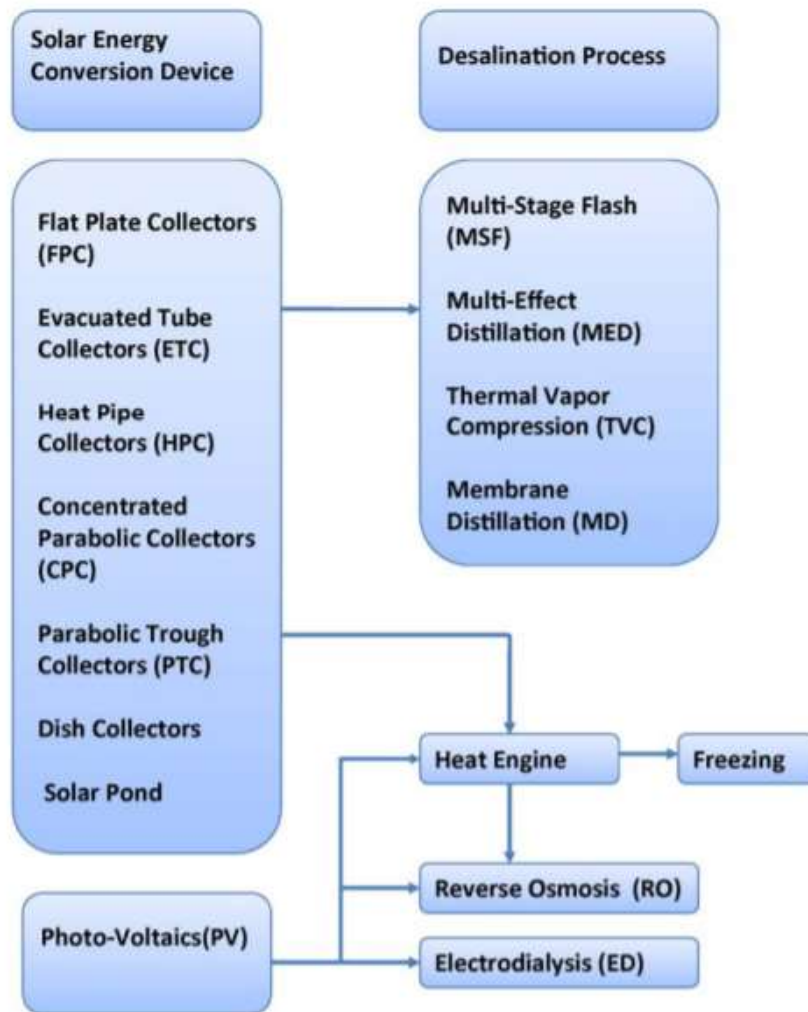 Solar Energy
Conversion Device
Desalination Process
Flat Plate Collectors
(FPC)
Evacuated Tube
Collectors (ETC)
Heat Pipe
Collectors (HPC)
Concentrated
Parabolic Collectors
(CPC)
Parabolic Trough
Collectors (PTC)
Dish Collectors
Solar Pond
Multi-Stage Flash
(MSF)
Multi-Effect
Distillation (MED)
Thermal Vapor
Compression (TVC)
Membrane
Distillation (MD)
Heat Engine
Freezing
Reverse Osmosis (RO)
Photo-Voltaics(PV)
Electrodialysis (ED)